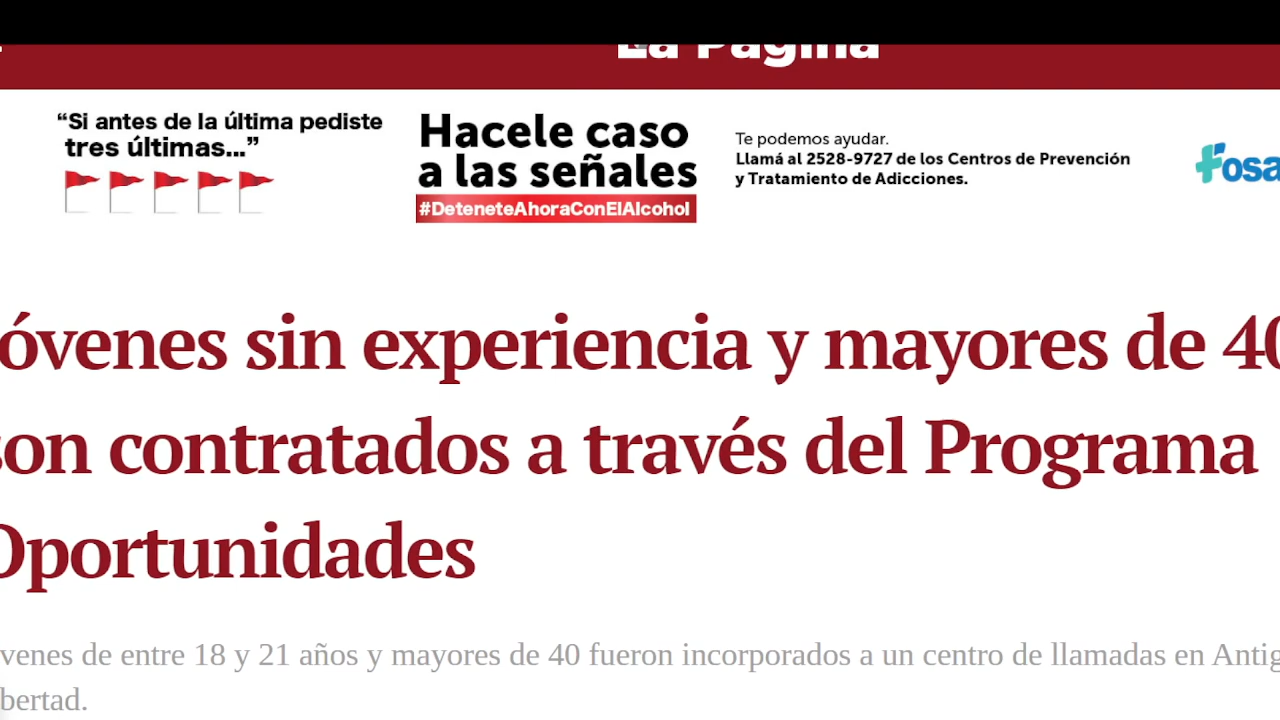 La Página
“Si antes de la última pediste
tres últimas...”
Hacele caso
a las señales
#DeteneteAhoraConElAlcohol
Te podemos ayudar.
Llamá al 2528-9727 de los Centros de Prevención
y Tratamiento de Adicciones.
fosa
óvenes sin experiencia y mayores de 40
son contratados a través del Programa
Oportunidades
venes de entre 18 y 21 años y mayores de 40 fueron incorporados a un centro de llamadas en Antig
bertad.